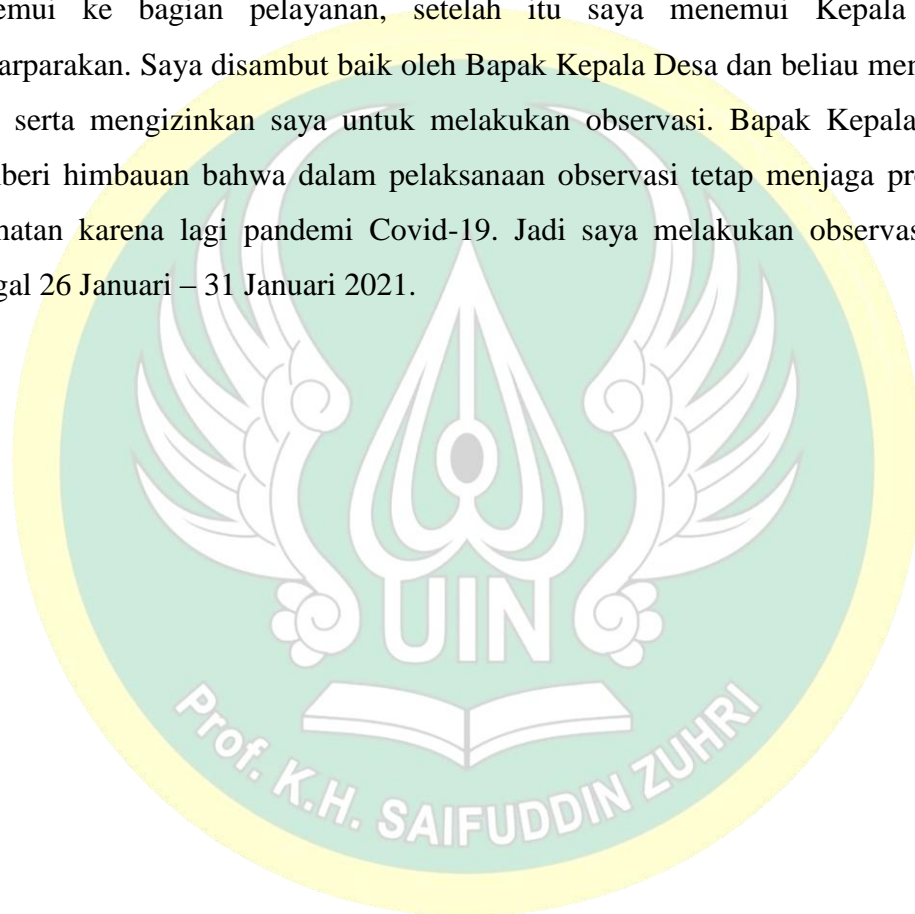 emui ke bagian pelayanan, setelah itu saya menemui Kepala
arparakan. Saya disambut baik oleh Bapak Kepala Desa dan beliau mer
serta mengizinkan saya untuk melakukan observasi. Bapak Kepala
beri himbauan bahwa dalam pelaksanaan observasi tetap menjaga pr
hatan karena lagi pandemi Covid-19. Jadi saya melakukan observas
gal 26 Januari – 31 Januari 2021.
UIN
Prof. K.H. SAIFUDDIN ZUHRI